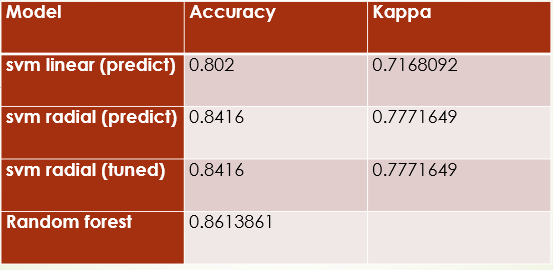 Model Accuracy Kappa
svm linear (predict) 0.802 0.7168092
svm radial (predict) 0.8416 0.7771649
svm radial (tuned) 0.8416 0.7771649
Random forest 0.8613861